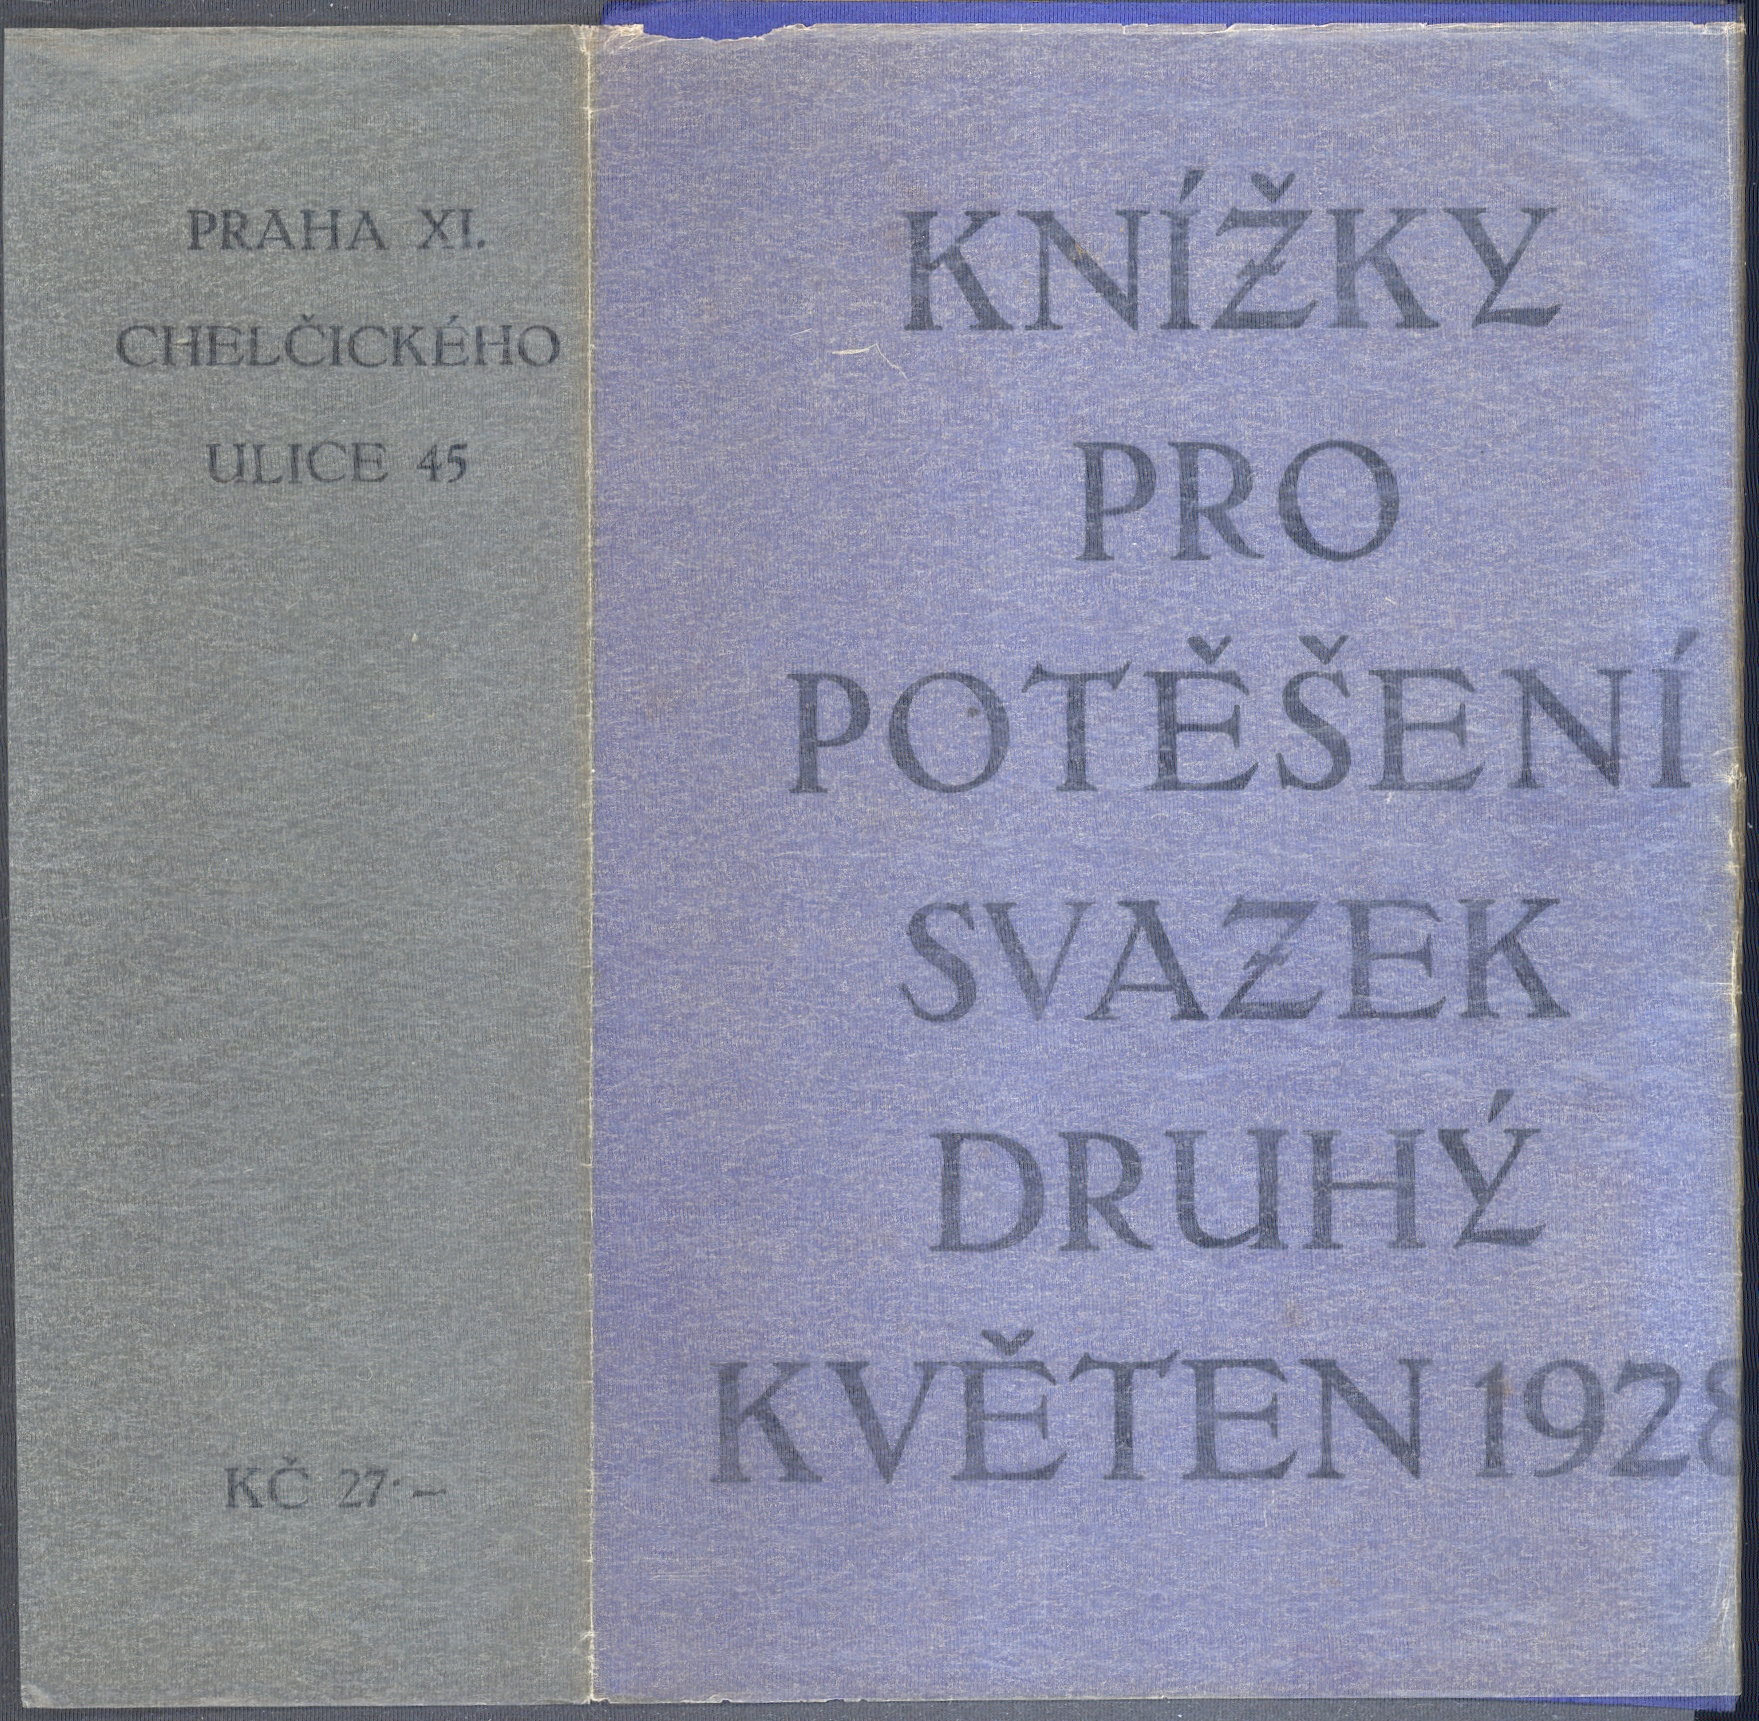 PRAHA XI.
CHELČICKÉHO
ULICE 45
KČ 27·–
KNÍŽKY
PRO
POTĚŠENÍ
SVAZEK
DRUHÝ
KVĚTEN 1928